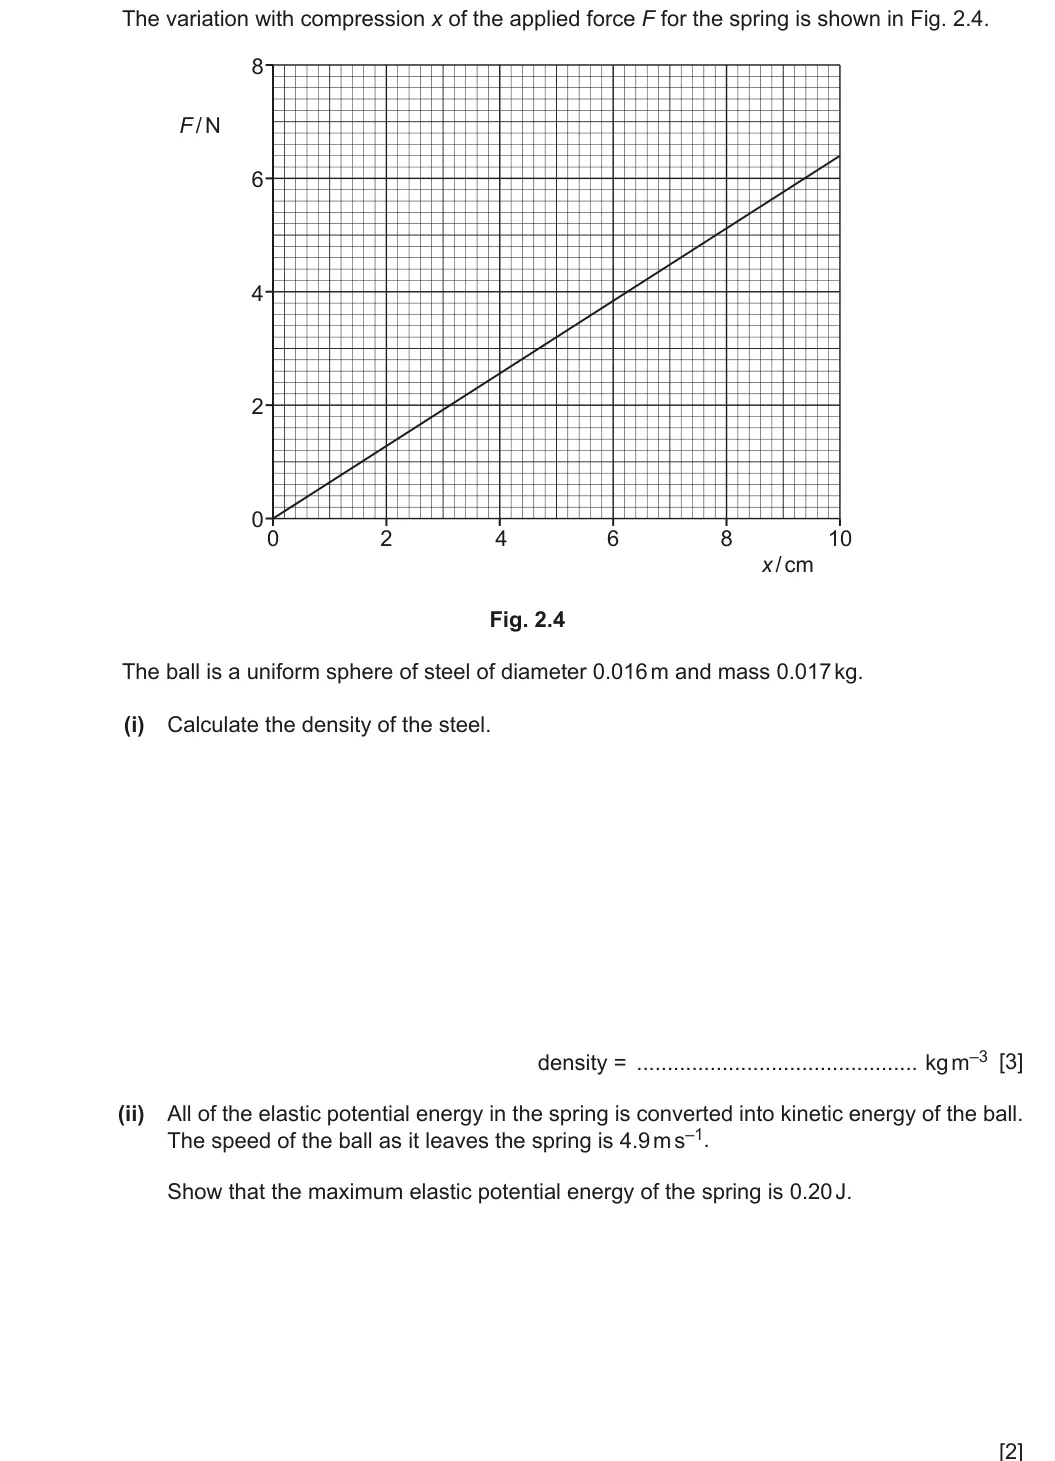 The variation with compression x of the applied force F for the spring is shown in Fig. 2.4.
8
F / N
6
4
2
0
0 2 4 6 8 10
x / cm
Fig. 2.4
The ball is a uniform sphere of steel of diameter 0.016 m and mass 0.017 kg.
(i) Calculate the density of the steel.
density = .............................................. kg m⁻³ [3]
(ii) All of the elastic potential energy in the spring is converted into kinetic energy of the ball.
The speed of the ball as it leaves the spring is 4.9 m s⁻¹.
Show that the maximum elastic potential energy of the spring is 0.20 J.
[2]